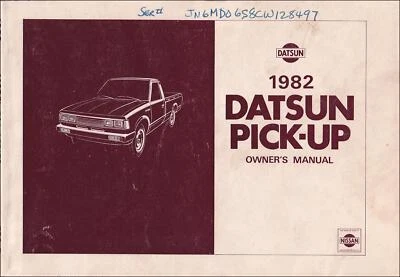 Ser# JN6MD06S8CW128497
DATSUN
1982
DATSUN
PICK-UP
OWNER'S MANUAL
NISSAN